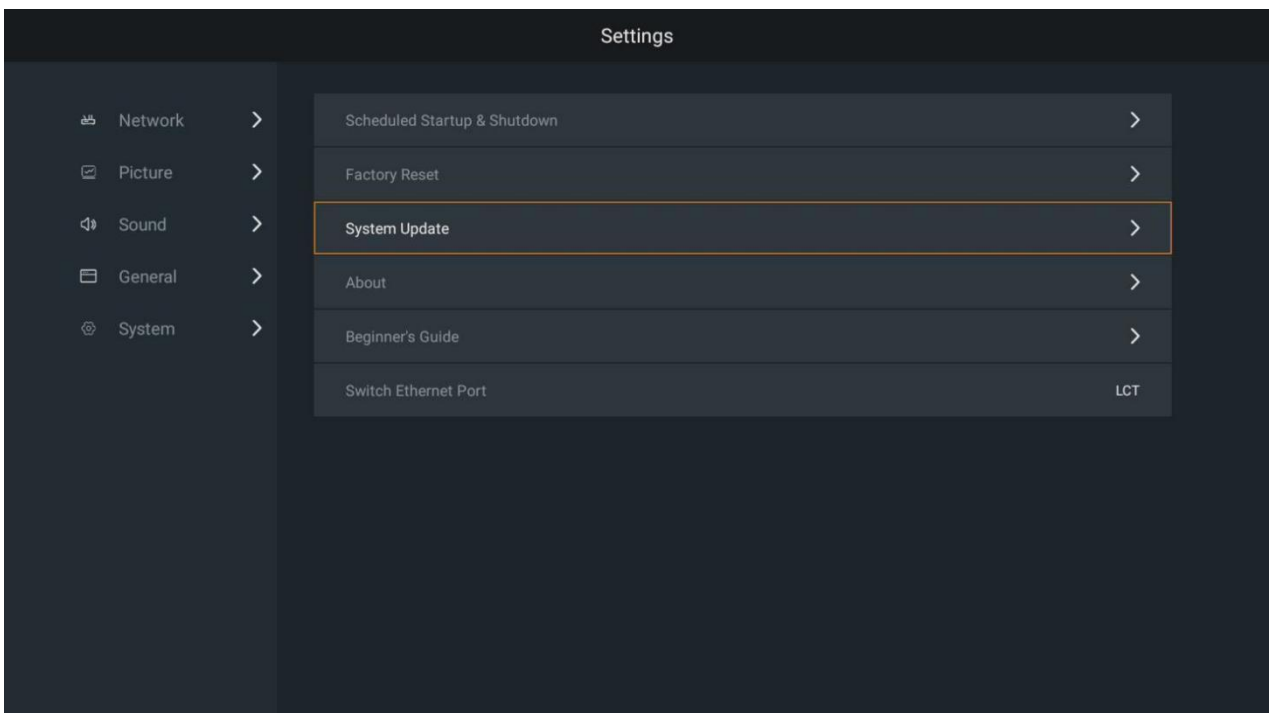 Settings
Network
Picture
Sound
General
System
Scheduled Startup & Shutdown
Factory Reset
System Update
About
Beginner's Guide
Switch Ethernet Port LCT